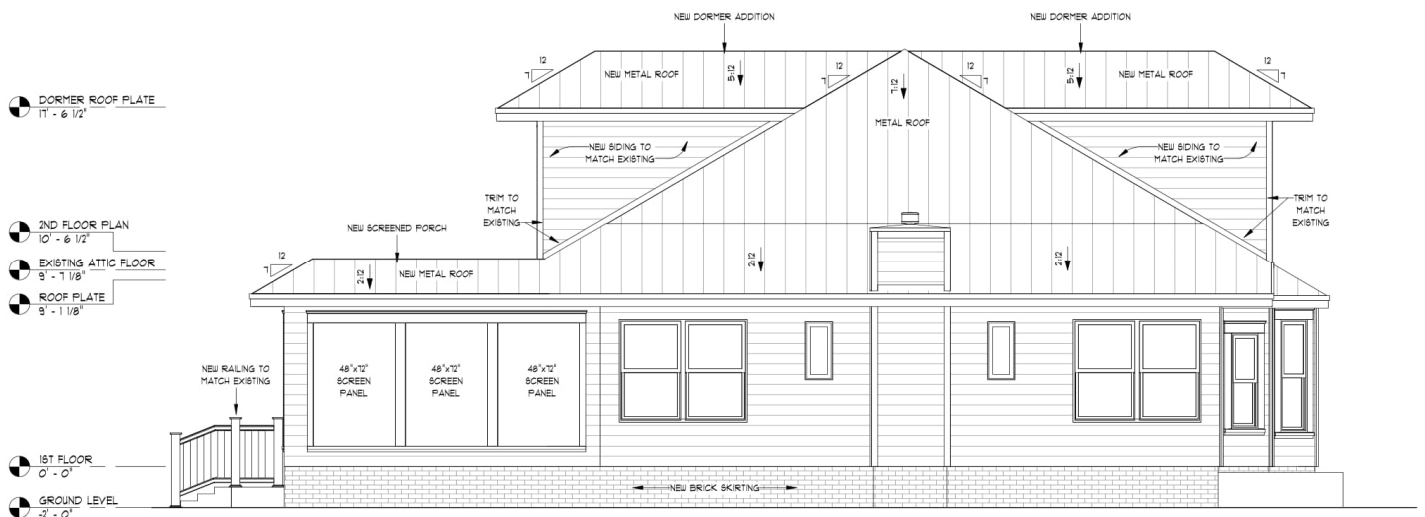 NEW DORMER ADDITION
NEW DORMER ADDITION
12
7
NEW METAL ROOF
5:12
12
7
7:12
12
7
5:12
NEW METAL ROOF
12
7
DORMER ROOF PLATE
17' - 6 1/2"
METAL ROOF
NEW SIDING TO
MATCH EXISTING
NEW SIDING TO
MATCH EXISTING
TRIM TO
MATCH
EXISTING
TRIM TO
MATCH
EXISTING
2ND FLOOR PLAN
10' - 6 1/2"
NEW SCREENED PORCH
EXISTING ATTIC FLOOR
9' - 7 1/8"
12
7
2:12
NEW METAL ROOF
2:12
2:12
ROOF PLATE
9' - 1 1/8"
NEW RAILING TO
MATCH EXISTING
48"x72"
SCREEN
PANEL
48"x72"
SCREEN
PANEL
48"x72"
SCREEN
PANEL
1ST FLOOR
0' - 0"
NEW BRICK SKIRTING
GROUND LEVEL
-2' - 0"